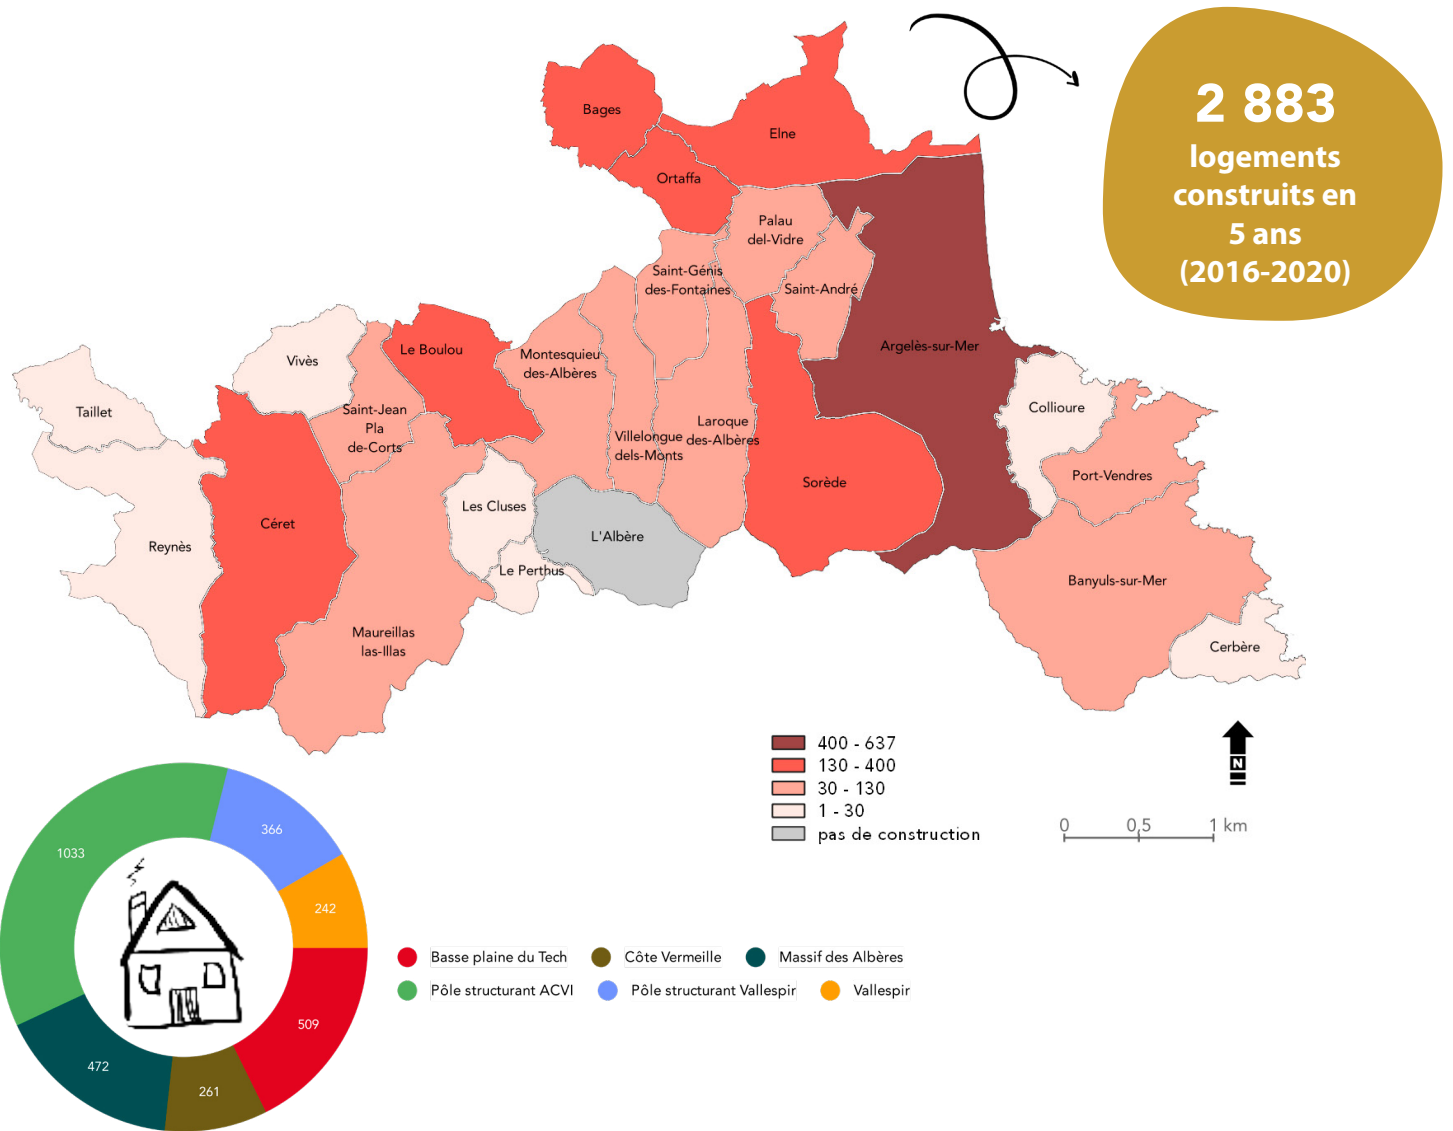 2 883
logements
construits en
5 ans
(2016-2020)
Bages
Elne
Ortaffa
Palau
del-Vidre
Saint-Génis
des-Fontaines
Saint-André
Argelès-sur-Mer
Vivès
Le Boulou
Montesquieu
des-Albères
Taillet
Saint-Jean
Pla
de-Corts
Collioure
Laroque
des-Albères
Villelongue
dels-Monts
Port-Vendres
Sorède
Les Cluses
Céret
L'Albère
Reynès
Le Perthus
Banyuls-sur-Mer
Maureillas
las-Illas
Cerbère
400 - 637
130 - 400
30 - 130
1 - 30
pas de construction
N
0 0,5 1 km
366
1033
242
509
472
261
Basse plaine du Tech Côte Vermeille Massif des Albères
Pôle structurant ACVI Pôle structurant Vallespir Vallespir